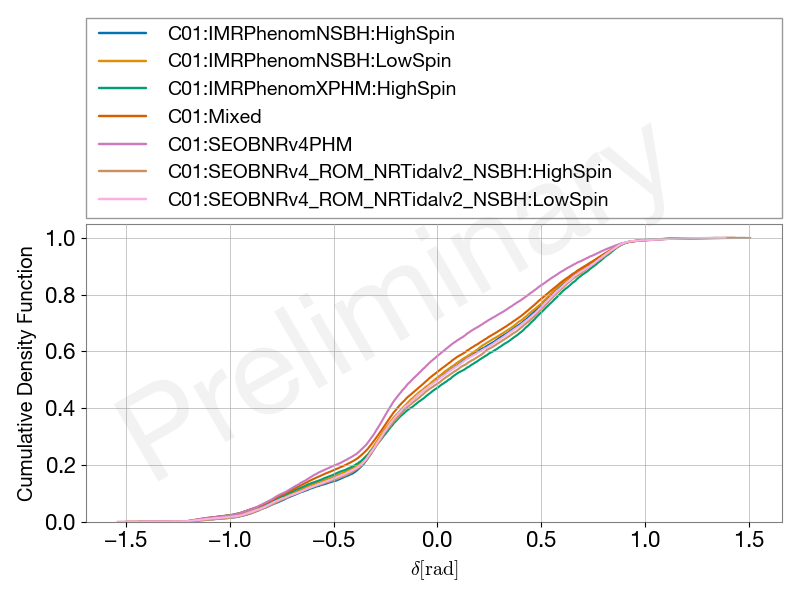 C01:IMRPhenomNSBH:HighSpin
C01:IMRPhenomNSBH:LowSpin
C01:IMRPhenomXPHM:HighSpin
C01:Mixed
C01:SEOBNRv4PHM
C01:SEOBNRv4_ROM_NRTidalv2_NSBH:HighSpin
C01:SEOBNRv4_ROM_NRTidalv2_NSBH:LowSpin
Preliminary
Cumulative Density Function
1.0
0.8
0.6
0.4
0.2
0.0
−1.5 −1.0 −0.5 0.0 0.5 1.0 1.5
δ[rad]